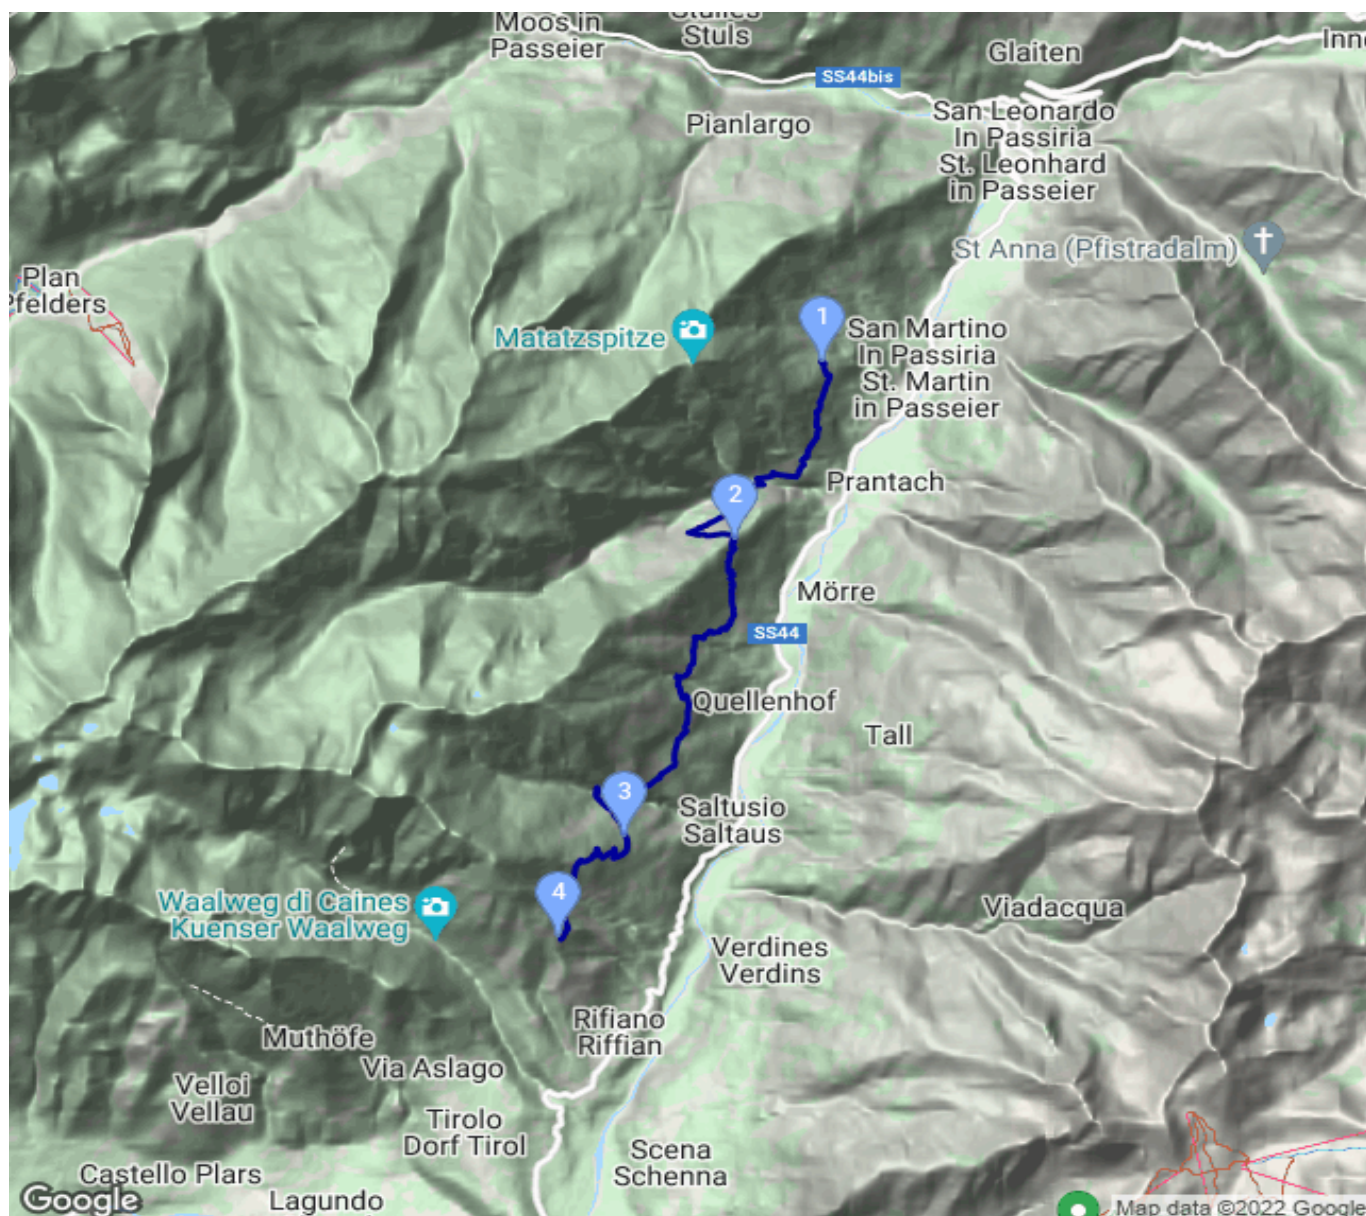 Moos in
Passeier
Stulles
Stuls
Glaiten
SS44bis
Pianlargo
San Leonardo
In Passiria
St. Leonhard
in Passeier
St Anna (Pfistradalm)
Plan
Pfelders
Matatzspitze
1
San Martino
In Passiria
St. Martin
in Passeier
2
Prantach
Mörre
SS44
Quellenhof
Tall
3
Saltusio
Saltaus
4
Waalweg di Caines
Kuenser Waalweg
Viadacqua
Verdines
Verdins
Rifiano
Riffian
Muthöfe
Via Aslago
Velloi
Vellau
Tirolo
Dorf Tirol
Scena
Schenna
Castello Plars
Lagundo
Google
Map data ©2022 Google